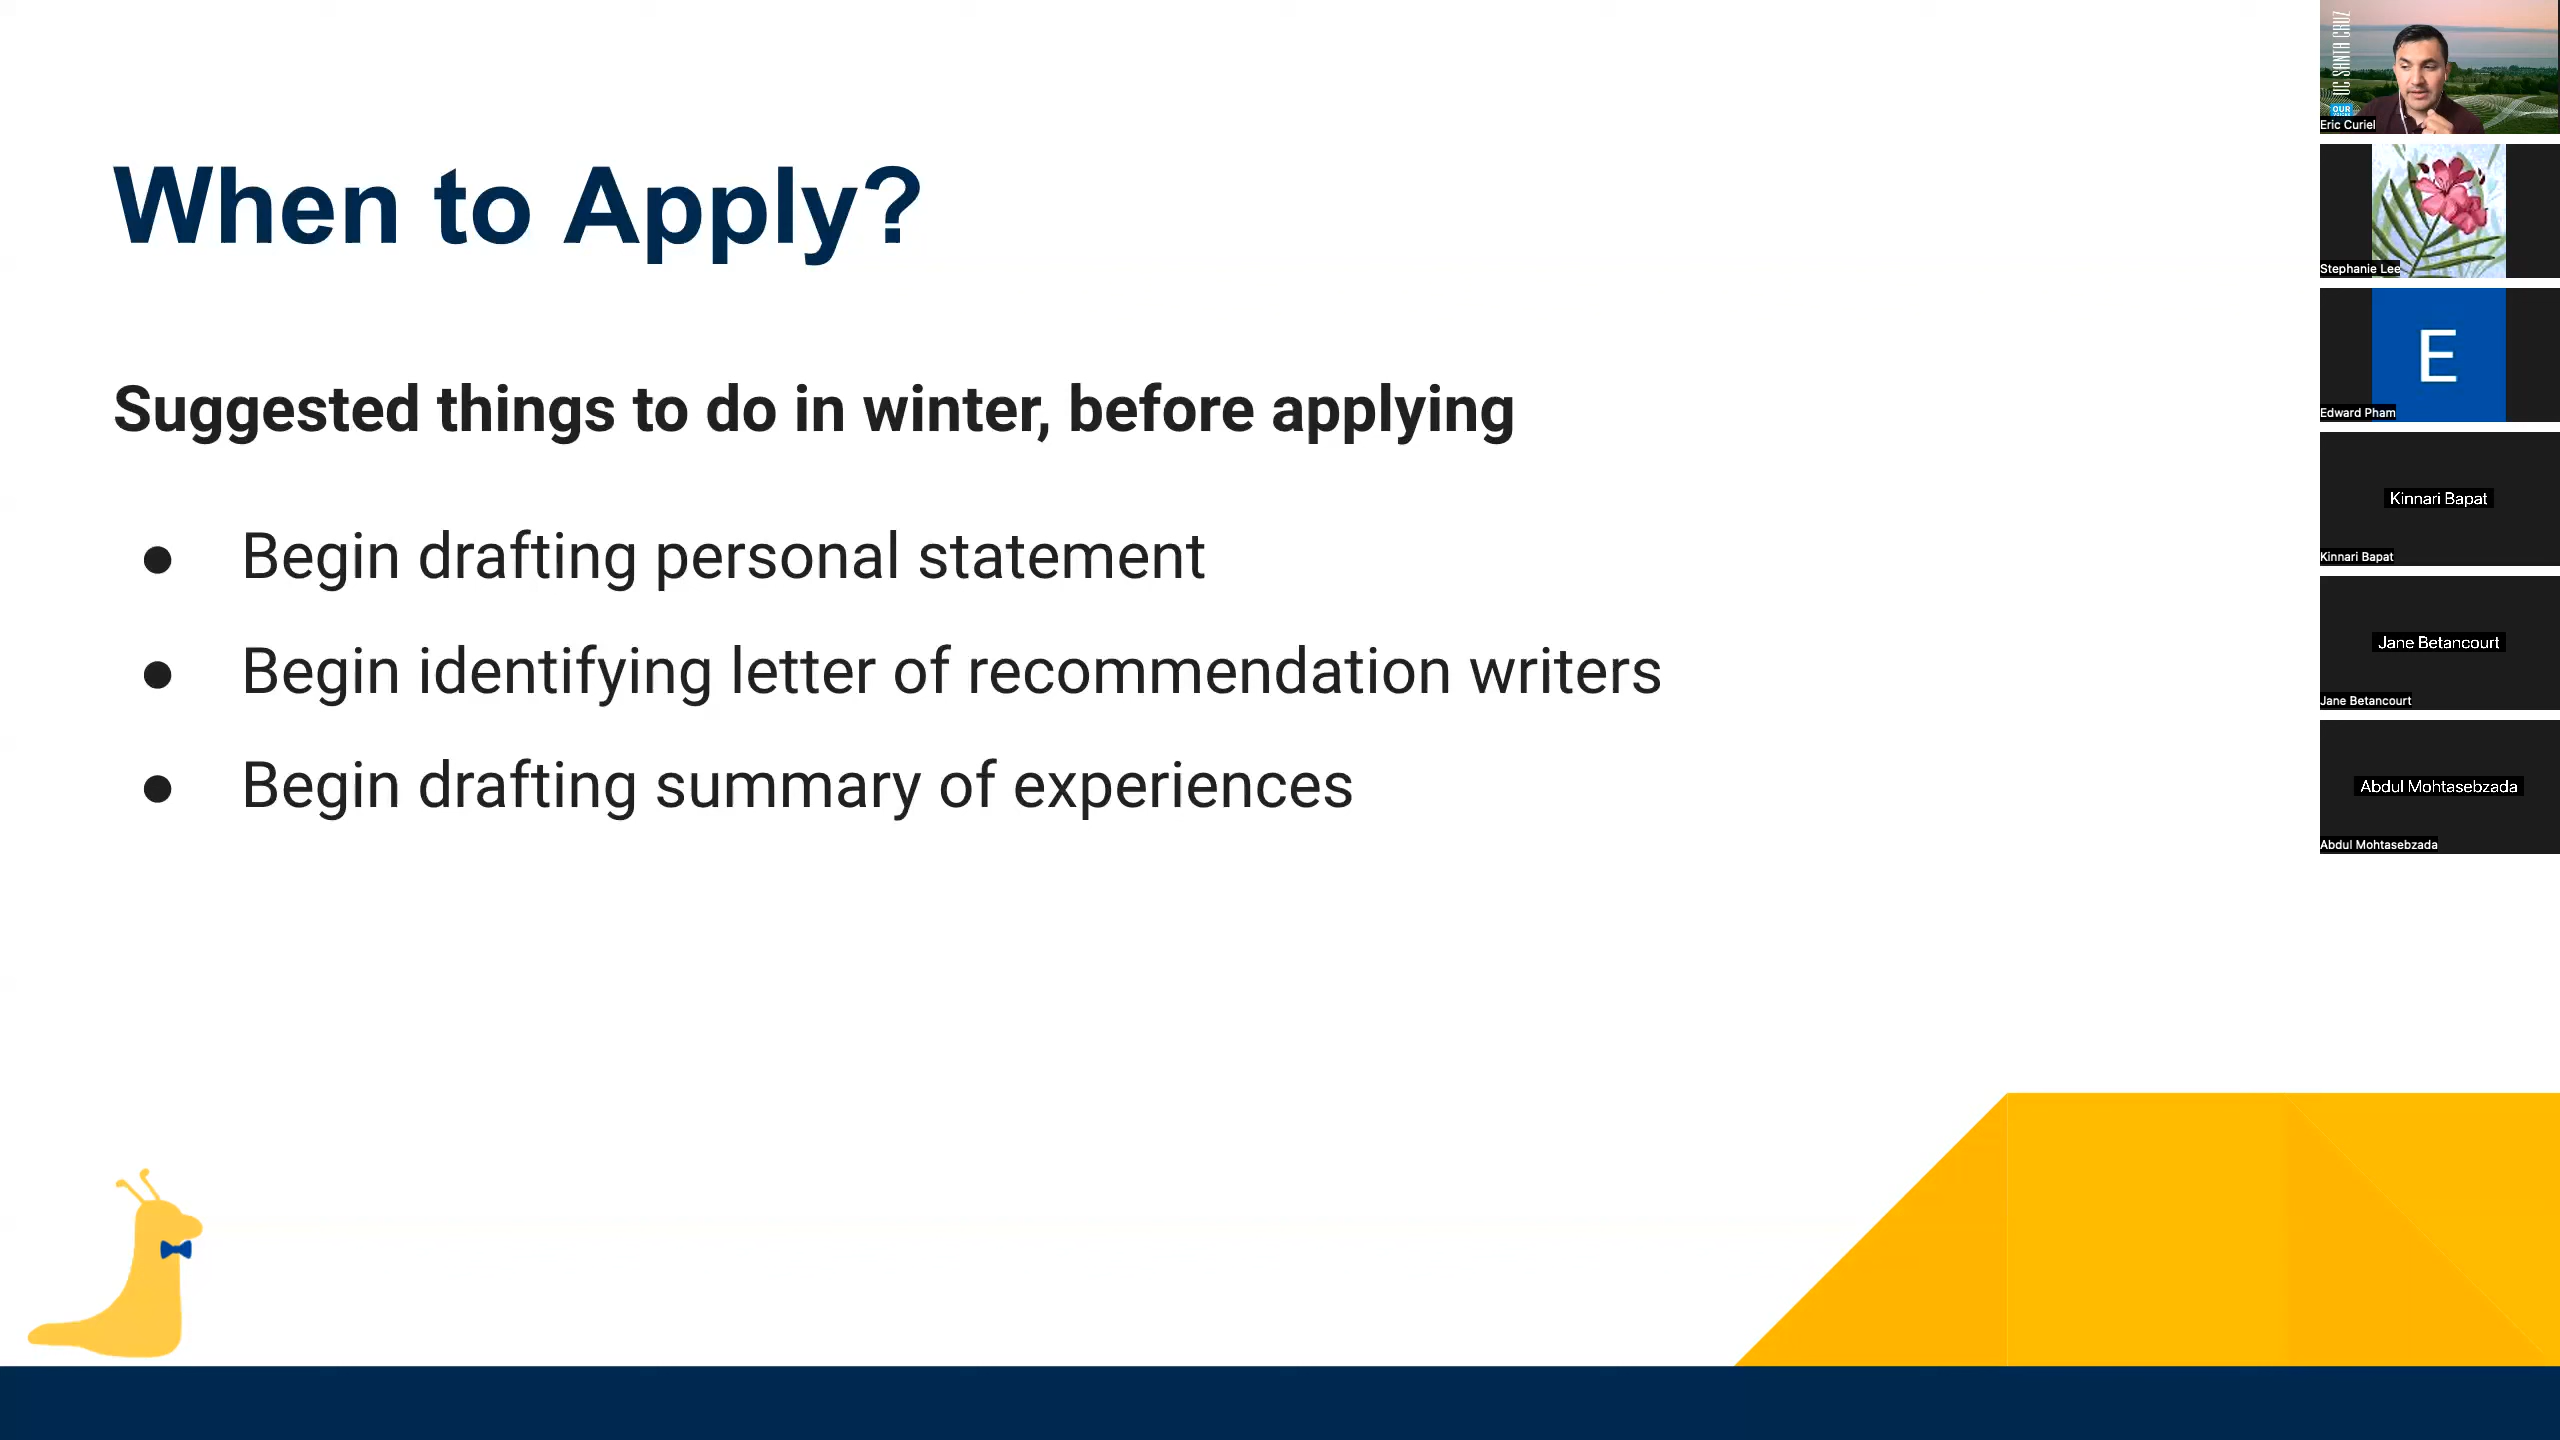 When to Apply?
Suggested things to do in winter, before applying
● Begin drafting personal statement
● Begin identifying letter of recommendation writers
● Begin drafting summary of experiences
UC SANTA CRUZ
OUR
Eric Curiel
Stephanie Lee
E
Edward Pham
Kinnari Bapat
Kinnari Bapat
Jane Betancourt
Jane Betancourt
Abdul Mohtasebzada
Abdul Mohtasebzada